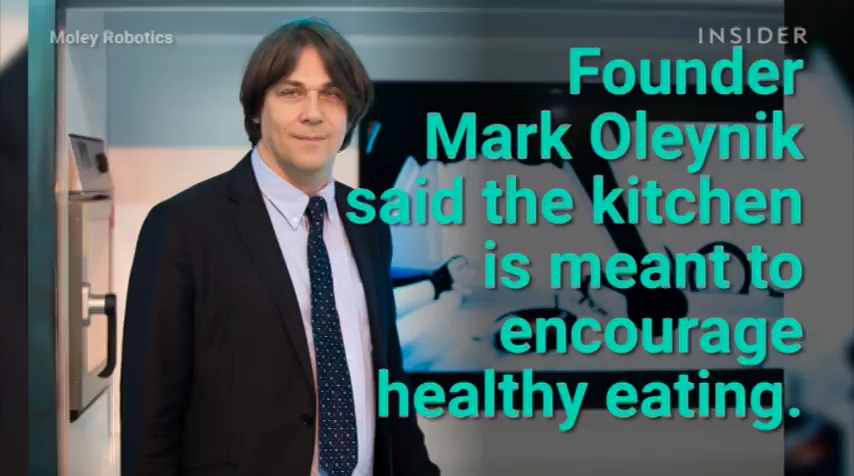 Moley Robotics
INSIDER
Founder
Mark Oleynik
said the kitchen
is meant to
encourage
healthy eating.